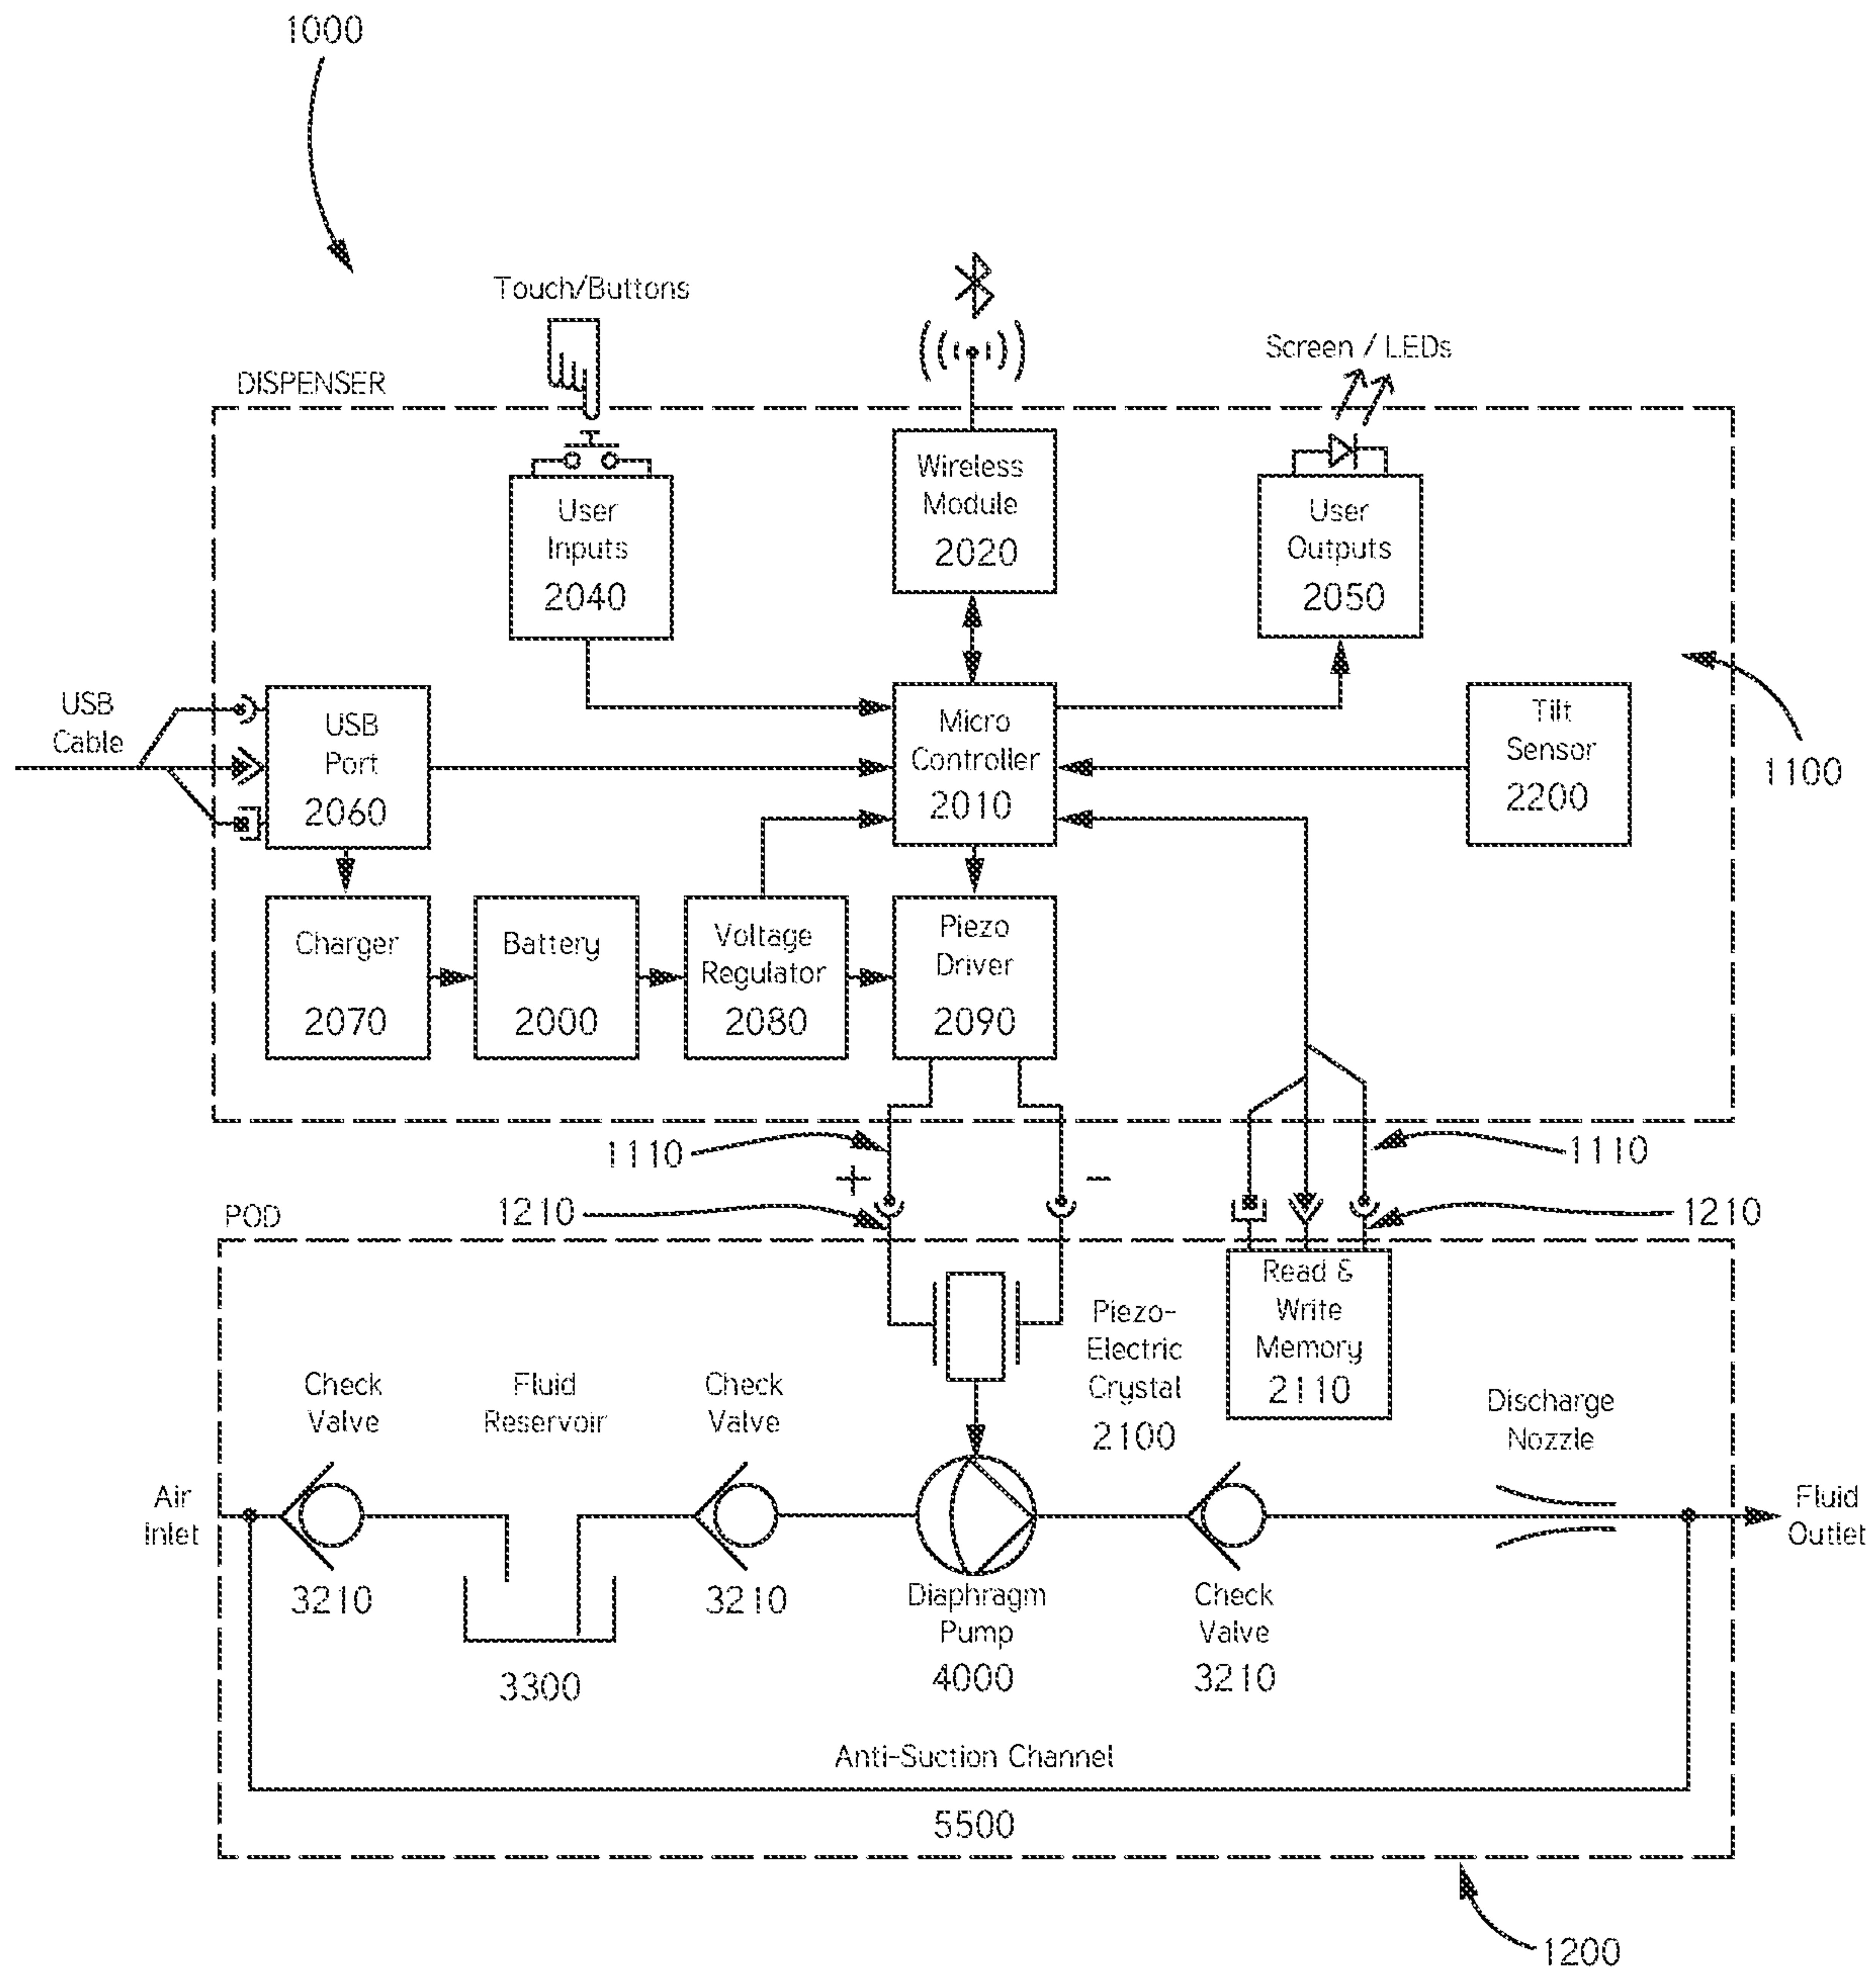 1000
Touch/Buttons
Screen / LEDs
DISPENSER
User
Inputs
2040
Wireless
Module
2020
User
Outputs
2050
USB
Cable
USB
Port
2060
Micro
Controller
2010
Tilt
Sensor
2200
1100
Charger
2070
Battery
2000
Voltage
Regulator
2080
Piezo
Driver
2090
1110
+
-
1110
1210
1210
POD
Read &
Write
Memory
2110
Piezo-
Electric
Crystal
2100
Check
Valve
Fluid
Reservoir
Check
Valve
Discharge
Nozzle
Air
Inlet
Fluid
Outlet
3210
3300
3210
Diaphragm
Pump
4000
Check
Valve
3210
Anti-Suction Channel
5500
1200